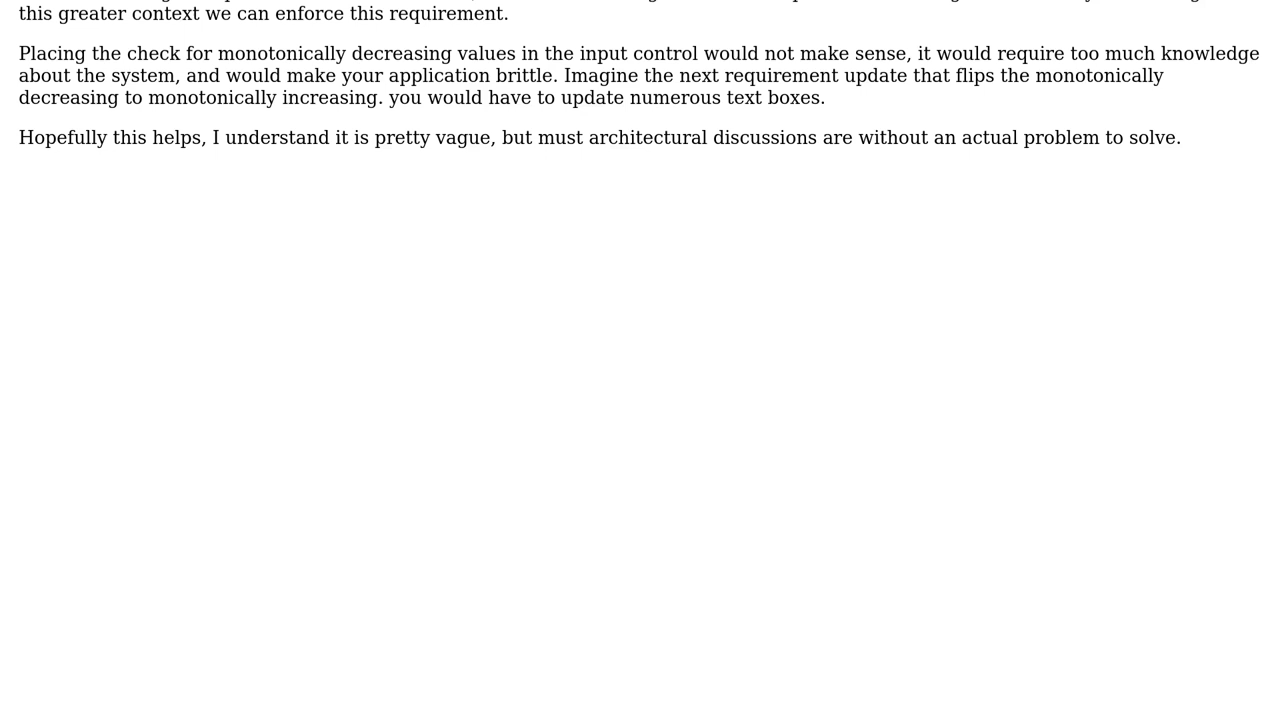 this greater context we can enforce this requirement.
Placing the check for monotonically decreasing values in the input control would not make sense, it would require too much knowledge
about the system, and would make your application brittle. Imagine the next requirement update that flips the monotonically
decreasing to monotonically increasing. you would have to update numerous text boxes.
Hopefully this helps, I understand it is pretty vague, but must architectural discussions are without an actual problem to solve.